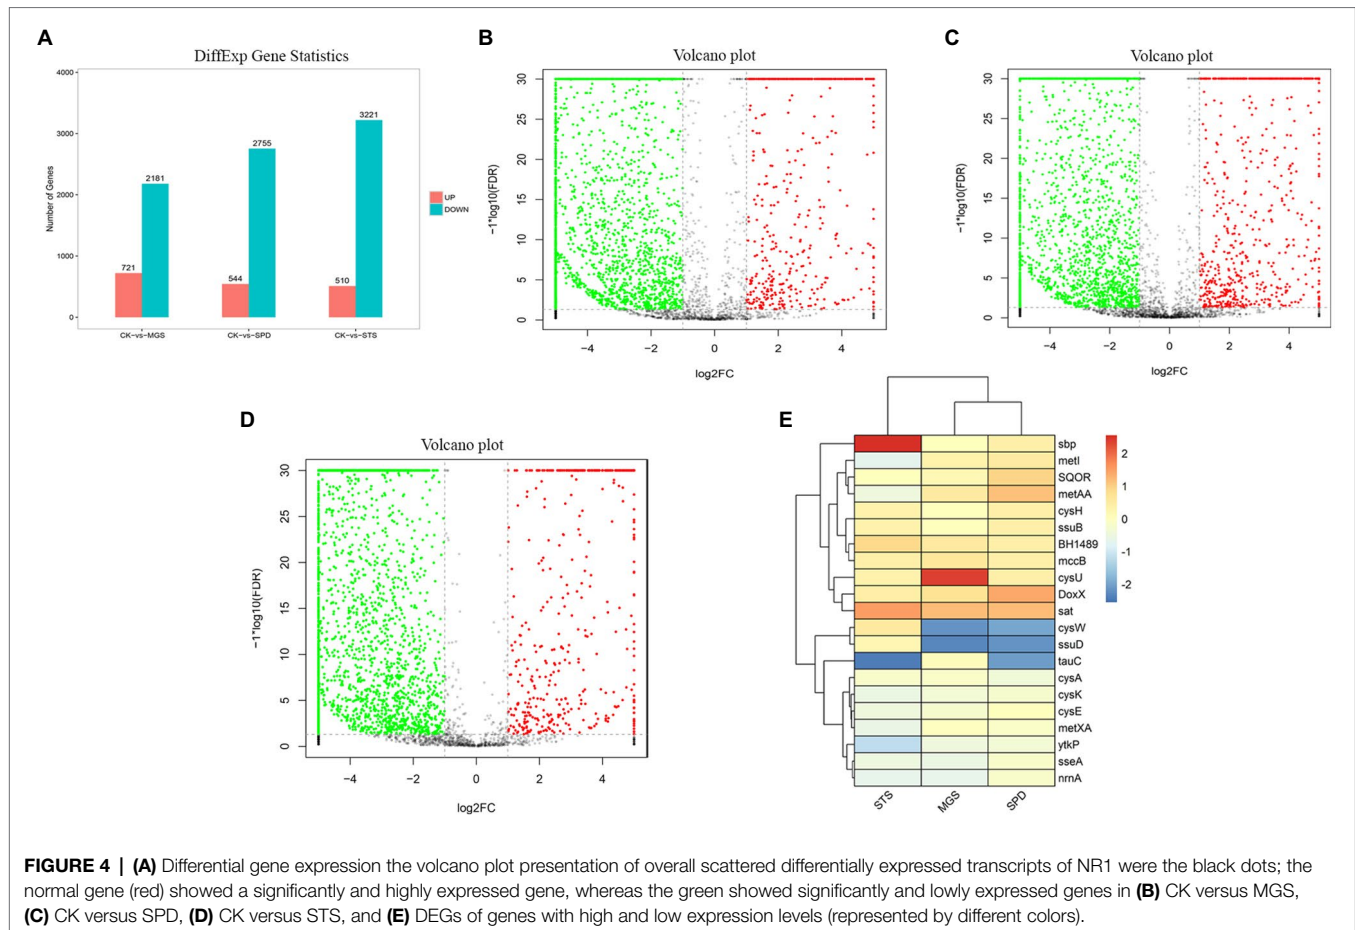 A
DiffExp Gene Statistics
4000
3000
2000
1000
0
Number of Genes
721
2181
544
2755
510
3221
CK-vs-MGS
CK-vs-SPD
CK-vs-STS
UP
DOWN
B
Volcano plot
30
25
20
15
10
5
0
−1*log10(FDR)
−4 −2 0 2 4
log2FC
C
Volcano plot
30
25
20
15
10
5
0
−1*log10(FDR)
−4 −2 0 2 4
log2FC
D
Volcano plot
30
25
20
15
10
5
0
−1*log10(FDR)
−4 −2 0 2 4
log2FC
E
sbp
metI
SQOR
metAA
cysH
ssuB
BH1489
mccB
cysU
DoxX
sat
cysW
ssuD
tauC
cysA
cysK
cysE
metXA
ytkP
sseA
nrnA
STS
MGS
SPD
2
1
0
-1
-2
FIGURE 4 | (A) Differential gene expression the volcano plot presentation of overall scattered differentially expressed transcripts of NR1 were the black dots; the
normal gene (red) showed a significantly and highly expressed gene, whereas the green showed significantly and lowly expressed genes in (B) CK versus MGS,
(C) CK versus SPD, (D) CK versus STS, and (E) DEGs of genes with high and low expression levels (represented by different colors).